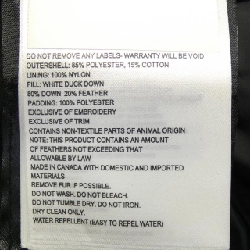 DO NOT REMOVE ANY LABELS- WARRANTY WILL BE VOID
OUTERSHELL: 85% POLYESTER, 15% COTTON
LINING: 100% NYLON
FILL: WHITE DUCK DOWN
80% DOWN 20% FEATHER
PADDING: 100% POLYESTER
EXCLUSIVE OF EMBROIDERY
EXCLUSIVE OF TRIM
CONTAINS NON-TEXTILE PARTS OF ANIMAL ORIGIN
NOTE: THIS PRODUCT CONTAINS AN AMOUNT
OF FEATHERS NOT EXCEEDING THAT
ALLOWABLE BY LAW
MADE IN CANADA WITH DOMESTIC AND IMPORTED
MATERIALS
REMOVE FUR IF POSSIBLE.
DO NOT WASH. DO NOT BLEACH.
DO NOT TUMBLE DRY. DO NOT IRON.
DRY CLEAN ONLY.
WATER REPELLENT (EASY TO REPEL WATER)